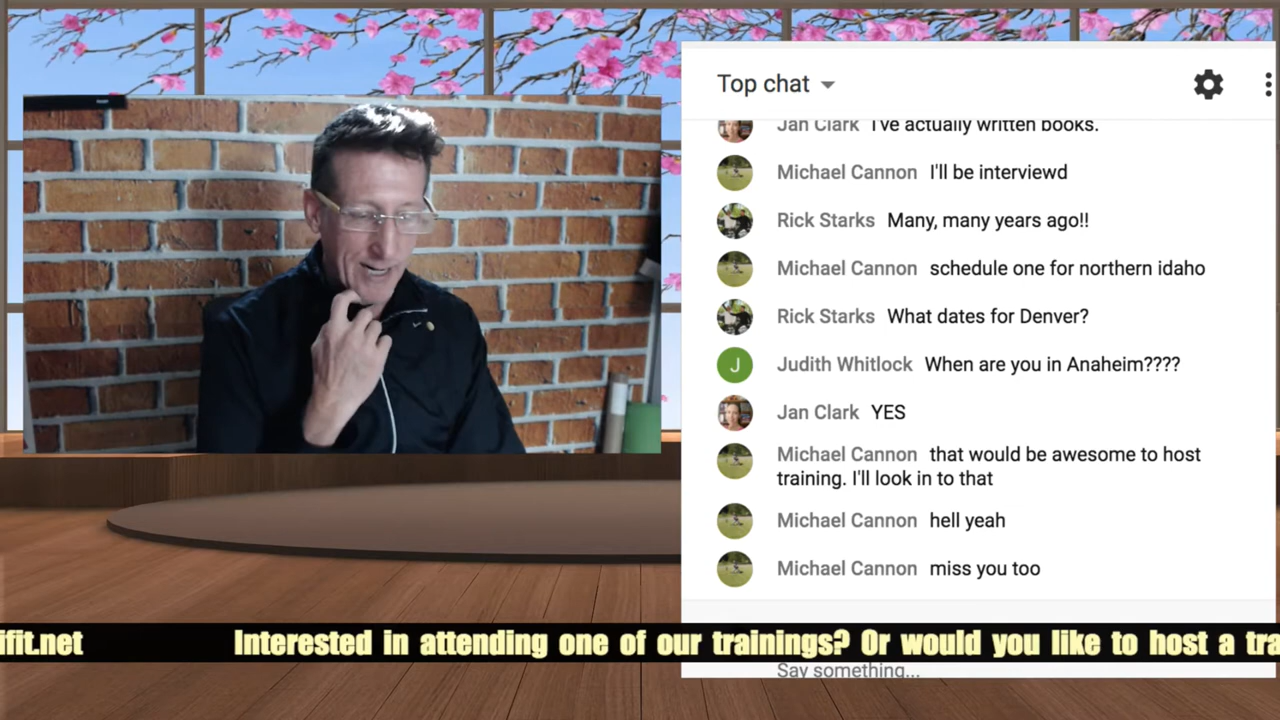 Top chat
Jan Clark I've actually written books.
Michael Cannon I'll be interviewd
Rick Starks Many, many years ago!!
Michael Cannon schedule one for northern idaho
Rick Starks What dates for Denver?
J
Judith Whitlock When are you in Anaheim????
Jan Clark YES
Michael Cannon that would be awesome to host
training. I'll look in to that
Michael Cannon hell yeah
Michael Cannon miss you too
ifit.net Interested in attending one of our trainings? Or would you like to host a tra
Say something...